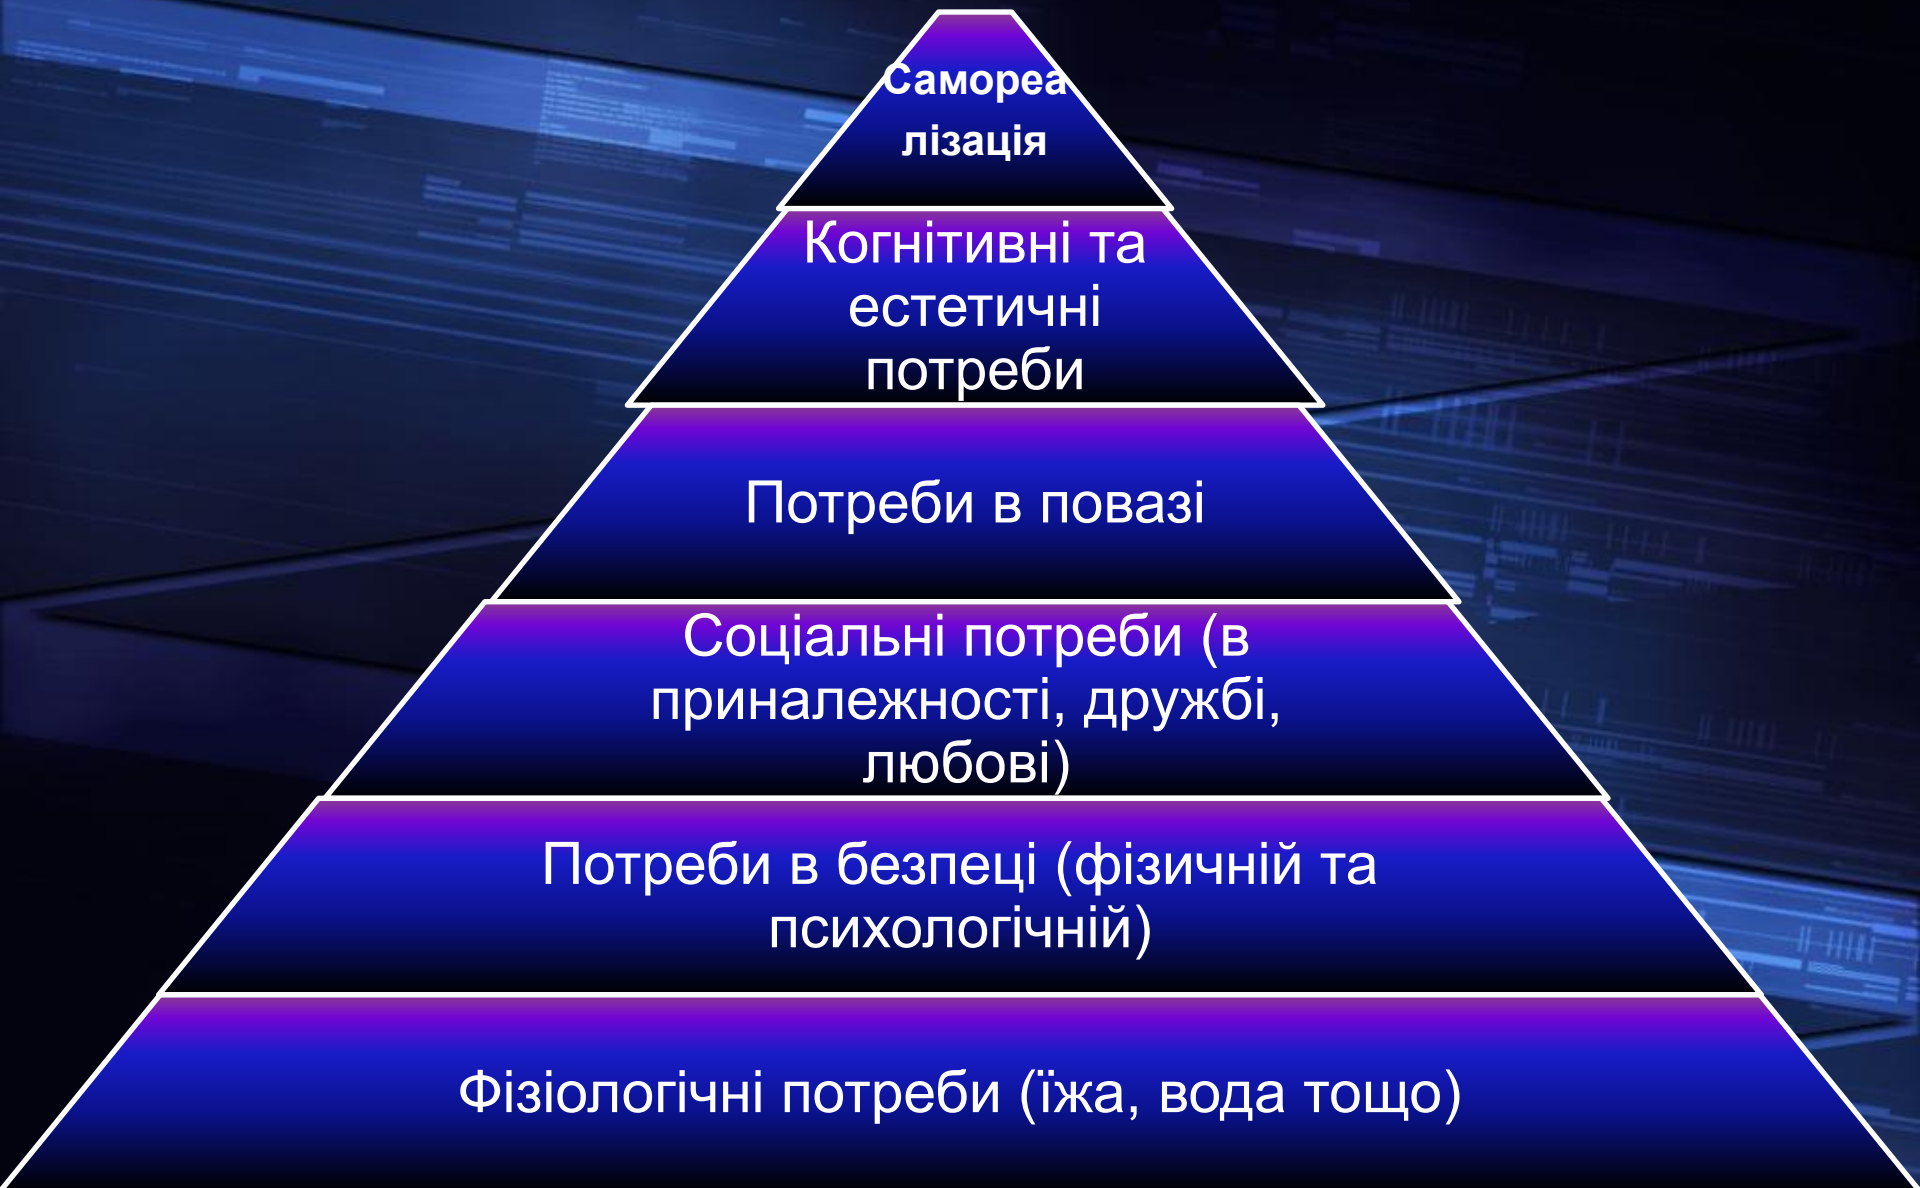 Самореа
лізація
Когнітивні та
естетичні
потреби
Потреби в повазі
Соціальні потреби (в
приналежності, дружбі,
любові)
Потреби в безпеці (фізичній та
психологічній)
Фізіологічні потреби (їжа, вода тощо)